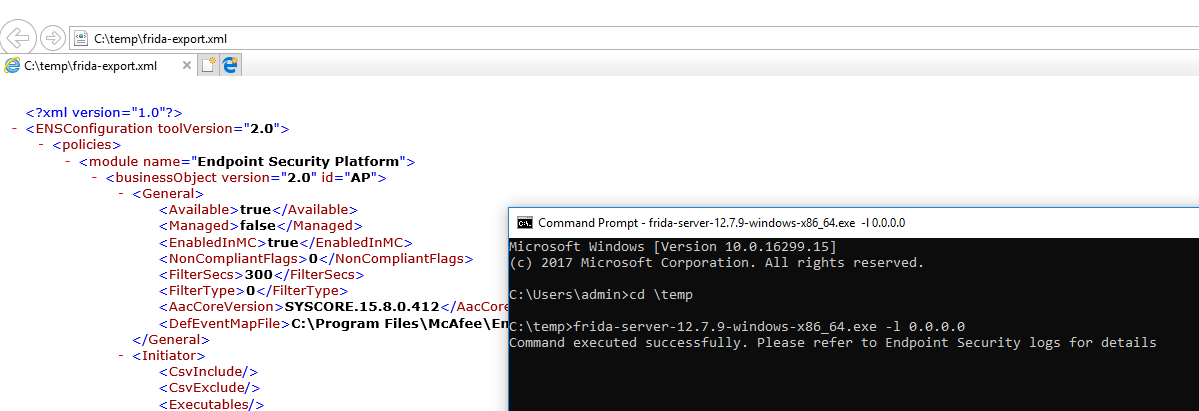 C:\temp\frida-export.xml
C:\temp\frida-export.xml
<?xml version="1.0"?>
- <ENSConfiguration toolVersion="2.0">
- <policies>
- <module name="Endpoint Security Platform">
- <businessObject version="2.0" id="AP">
- <General>
<Available>true</Available>
<Managed>false</Managed>
<EnabledInMC>true</EnabledInMC>
<NonCompliantFlags>0</NonCompliantFlags>
<FilterSecs>300</FilterSecs>
<FilterType>0</FilterType>
<AacCoreVersion>SYSCORE.15.8.0.412</AacCore
<DefEventMapFile>C:\Program Files\McAfee\En
</General>
- <Initiator>
<CsvInclude/>
<CsvExclude/>
<Executables/>
Command Prompt - frida-server-12.7.9-windows-x86_64.exe -l 0.0.0.0
Microsoft Windows [Version 10.0.16299.15]
(c) 2017 Microsoft Corporation. All rights reserved.
C:\Users\admin>cd \temp
C:\temp>frida-server-12.7.9-windows-x86_64.exe -l 0.0.0.0
Command executed successfully. Please refer to Endpoint Security logs for details